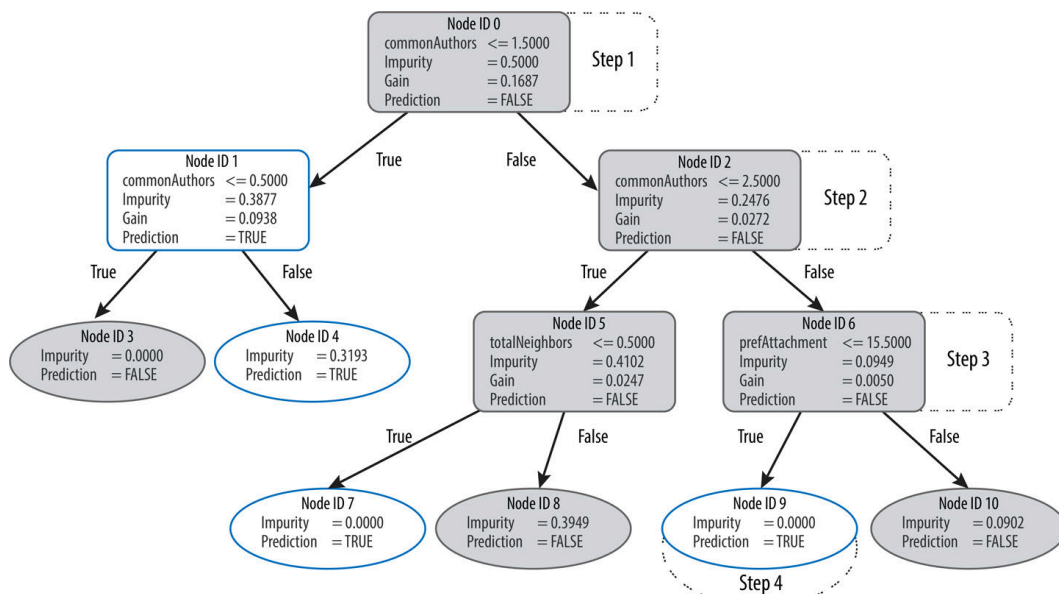 Node ID 0
commonAuthors <= 1.5000
Impurity = 0.5000
Gain = 0.1687
Prediction = FALSE
Step 1
True
False
Node ID 1
commonAuthors <= 0.5000
Impurity = 0.3877
Gain = 0.0938
Prediction = TRUE
Node ID 2
commonAuthors <= 2.5000
Impurity = 0.2476
Gain = 0.0272
Prediction = FALSE
Step 2
True
False
True
False
Node ID 3
Impurity = 0.0000
Prediction = FALSE
Node ID 4
Impurity = 0.3193
Prediction = TRUE
Node ID 5
totalNeighbors <= 0.5000
Impurity = 0.4102
Gain = 0.0247
Prediction = FALSE
Node ID 6
prefAttachment <= 15.5000
Impurity = 0.0949
Gain = 0.0050
Prediction = FALSE
Step 3
True
False
True
False
Node ID 7
Impurity = 0.0000
Prediction = TRUE
Node ID 8
Impurity = 0.3949
Prediction = FALSE
Node ID 9
Impurity = 0.0000
Prediction = TRUE
Node ID 10
Impurity = 0.0902
Prediction = FALSE
Step 4